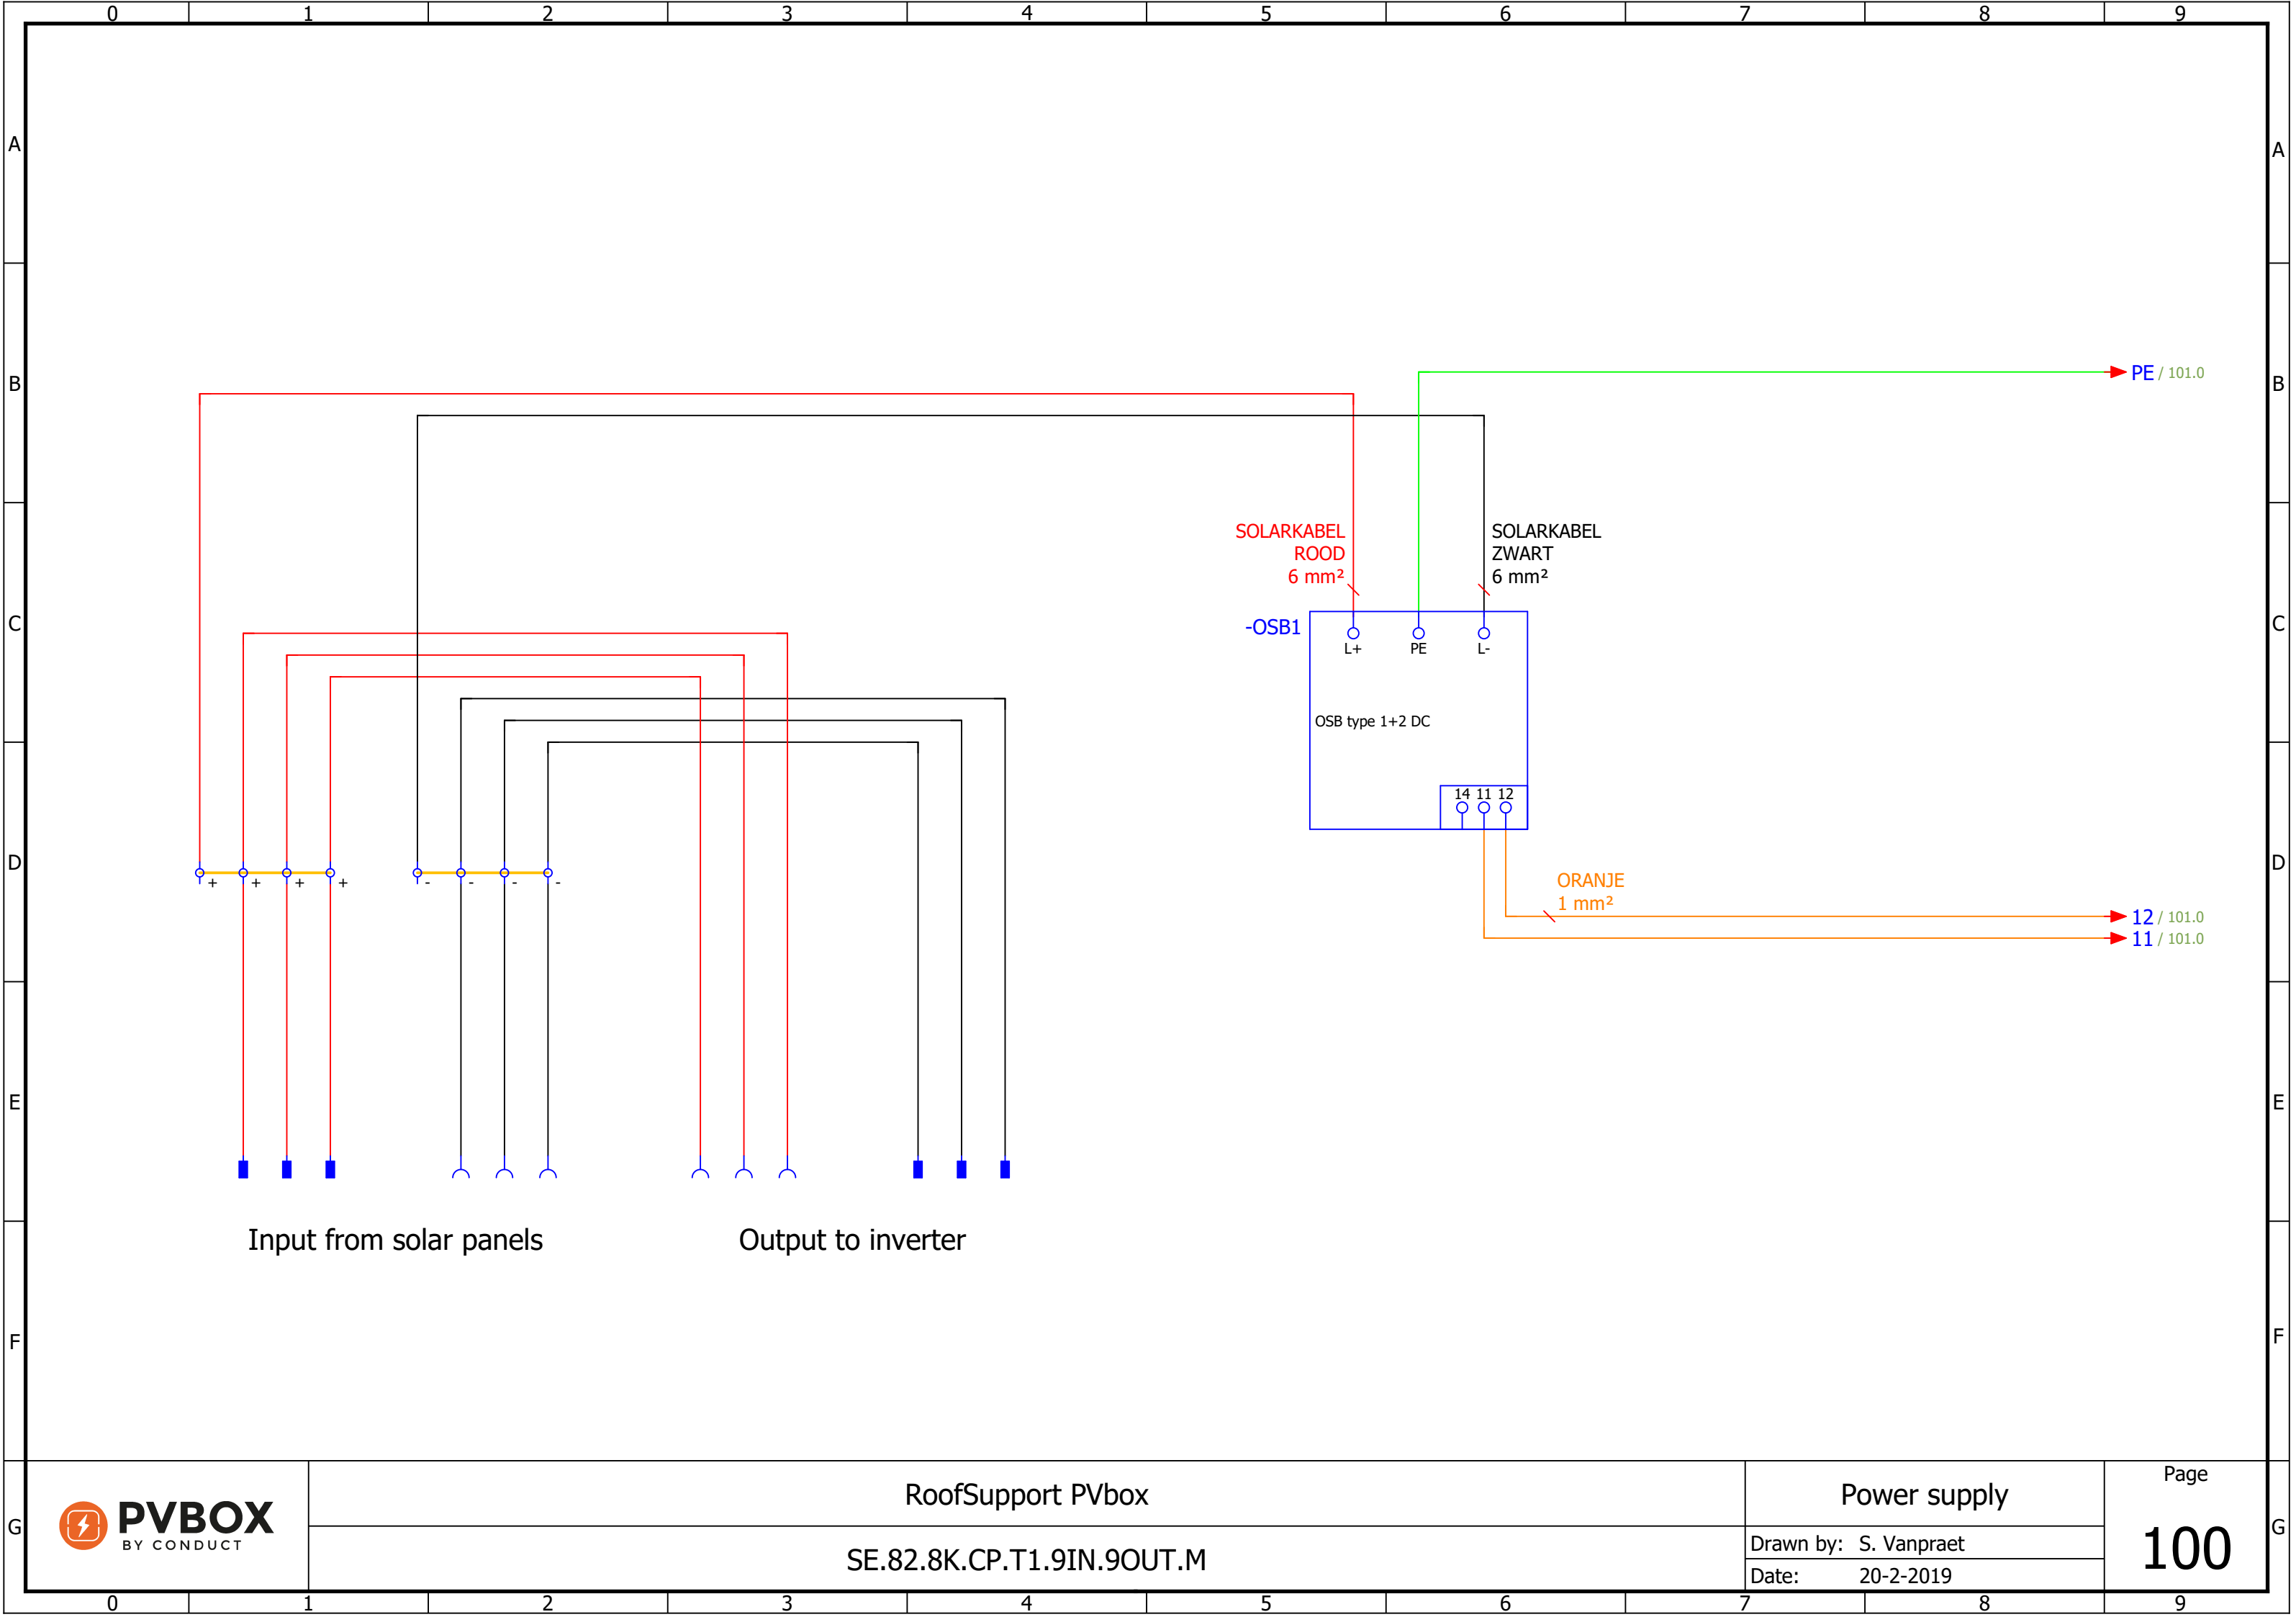 0 1 2 3 4 5 6 7 8 9
A A
B B
PE / 101.0
SOLARKABEL
ROOD
6 mm²
SOLARKABEL
ZWART
6 mm²
C C
-OSB1
L+ PE L-
OSB type 1+2 DC
14 11 12
D D
+ + + + - - - -
ORANJE
1 mm²
12 / 101.0
11 / 101.0
E E
Input from solar panels
Output to inverter
F F
G G
PVBOX
BY CONDUCT
RoofSupport PVbox
SE.82.8K.CP.T1.9IN.9OUT.M
Power supply
Drawn by: S. Vanpraet
Date: 20-2-2019
Page
100
0 1 2 3 4 5 6 7 8 9